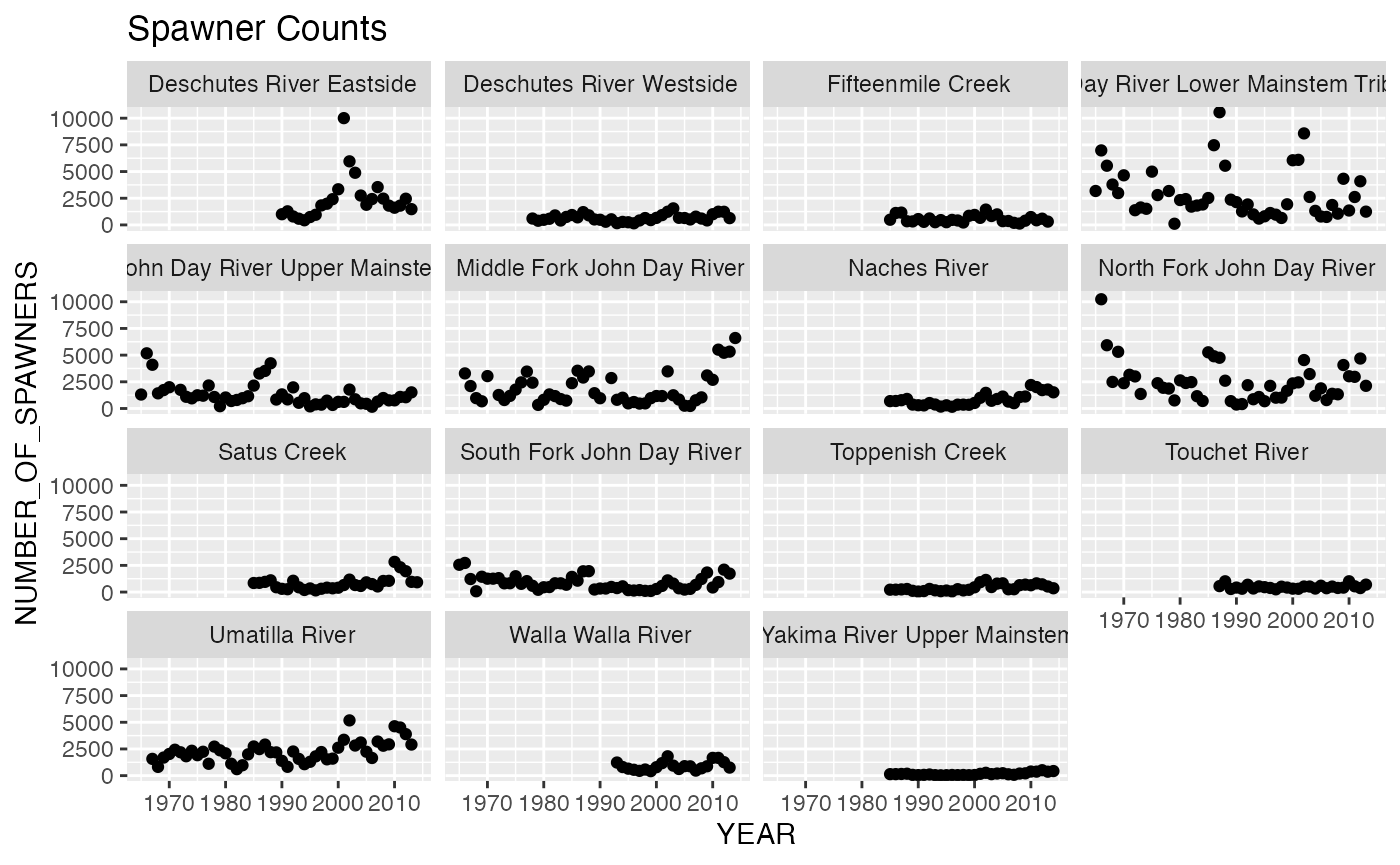 Spawner Counts
Deschutes River Eastside Deschutes River Westside Fifteenmile Creek Day River Lower Mainstem Trib
10000
7500
5000
2500
0
ohn Day River Upper Mainste Middle Fork John Day River Naches River North Fork John Day River
10000
7500
5000
2500
0
Satus Creek South Fork John Day River Toppenish Creek Touchet River
10000
7500
5000
2500
0
1970 1980 1990 2000 2010
Umatilla River Walla Walla River Yakima River Upper Mainstem
10000
7500
5000
2500
0
1970 1980 1990 2000 2010 1970 1980 1990 2000 2010 1970 1980 1990 2000 2010
YEAR
NUMBER_OF_SPAWNERS